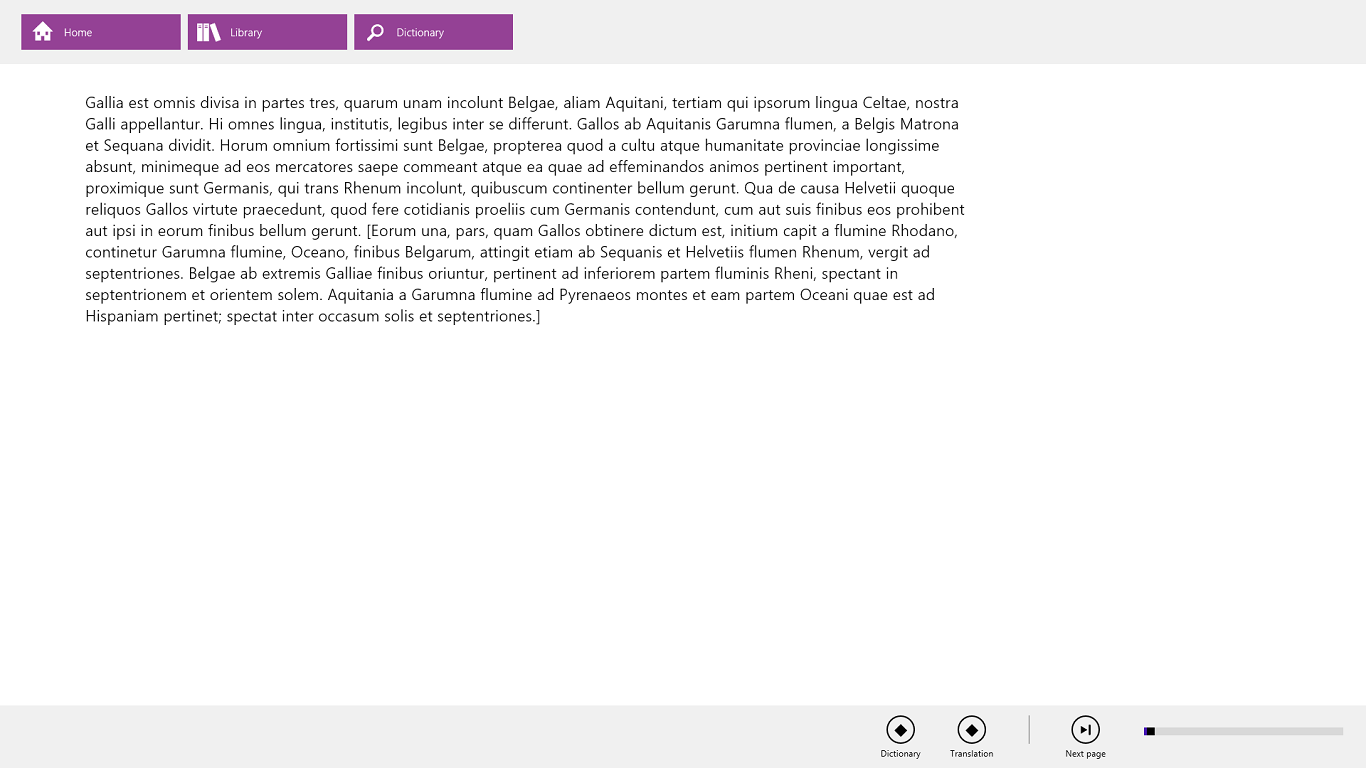 Home
Library
Dictionary
Gallia est omnis divisa in partes tres, quarum unam incolunt Belgae, aliam Aquitani, tertiam qui ipsorum lingua Celtae, nostra
Galli appellantur. Hi omnes lingua, institutis, legibus inter se differunt. Gallos ab Aquitanis Garumna flumen, a Belgis Matrona
et Sequana dividit. Horum omnium fortissimi sunt Belgae, propterea quod a cultu atque humanitate provinciae longissime
absunt, minimeque ad eos mercatores saepe commeant atque ea quae ad effeminandos animos pertinent important,
proximique sunt Germanis, qui trans Rhenum incolunt, quibuscum continenter bellum gerunt. Qua de causa Helvetii quoque
reliquos Gallos virtute praecedunt, quod fere cotidianis proeliis cum Germanis contendunt, cum aut suis finibus eos prohibent
aut ipsi in eorum finibus bellum gerunt. [Eorum una, pars, quam Gallos obtinere dictum est, initium capit a flumine Rhodano,
continetur Garumna flumine, Oceano, finibus Belgarum, attingit etiam ab Sequanis et Helvetiis flumen Rhenum, vergit ad
septentriones. Belgae ab extremis Galliae finibus oriuntur, pertinent ad inferiorem partem fluminis Rheni, spectant in
septentrionem et orientem solem. Aquitania a Garumna flumine ad Pyrenaeos montes et eam partem Oceani quae est ad
Hispaniam pertinet; spectat inter occasum solis et septentriones.]
Dictionary
Translation
Next page